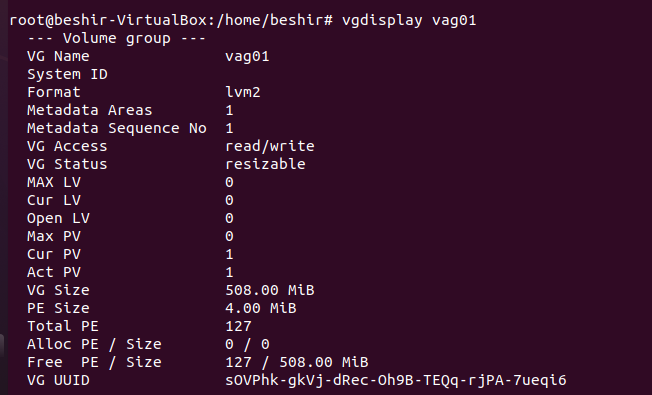 root@beshir-VirtualBox:/home/beshir# vgdisplay vag01
--- Volume group ---
VG Name vag01
System ID
Format lvm2
Metadata Areas 1
Metadata Sequence No 1
VG Access read/write
VG Status resizable
MAX LV 0
Cur LV 0
Open LV 0
Max PV 0
Cur PV 1
Act PV 1
VG Size 508.00 MiB
PE Size 4.00 MiB
Total PE 127
Alloc PE / Size 0 / 0
Free PE / Size 127 / 508.00 MiB
VG UUID sOVPhk-gkVj-dRec-Oh9B-TEQq-rjPA-7ueqi6